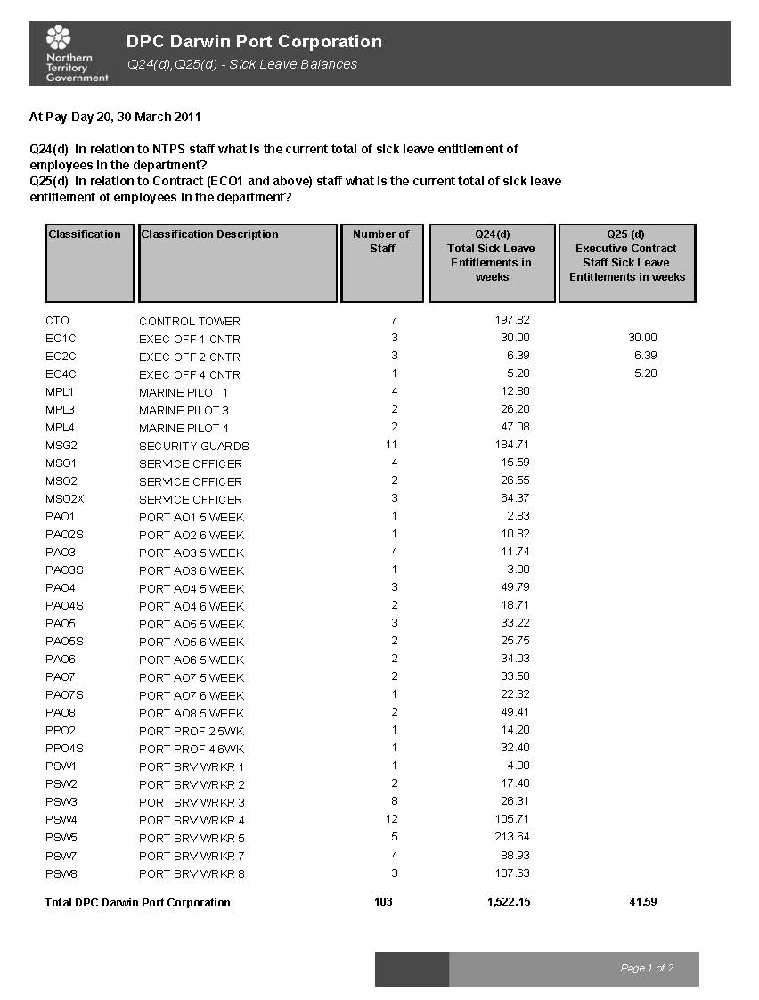 DPC Darwin Port Corporation
Q24(d),Q25(d) - Sick Leave Balances
Northern
Territory
Government
At Pay Day 20, 30 March 2011
Q24(d) In relation to NTPS staff what is the current total of sick leave entitlement of
employees in the department?
Q25(d) In relation to Contract (ECO1 and above) staff what is the current total of sick leave
entitlement of employees in the department?
Classification Classification Description Number of Staff Q24(d) Total Sick Leave Entitlements in weeks Q25 (d) Executive Contract Staff Sick Leave Entitlements in weeks
CTO CONTROL TOWER 7 197.82
EO1C EXEC OFF 1 CNTR 3 30.00 30.00
EO2C EXEC OFF 2 CNTR 3 6.39 6.39
EO4C EXEC OFF 4 CNTR 1 5.20 5.20
MPL1 MARINE PILOT 1 4 12.80
MPL3 MARINE PILOT 3 2 26.20
MPL4 MARINE PILOT 4 2 47.08
MSG2 SECURITY GUARDS 11 184.71
MSO1 SERVICE OFFICER 4 15.59
MSO2 SERVICE OFFICER 2 26.55
MSO2X SERVICE OFFICER 3 64.37
PAO1 PORT AO1 5 WEEK 1 2.83
PAO2S PORT AO2 6 WEEK 1 10.82
PAO3 PORT AO3 5 WEEK 4 11.74
PAO3S PORT AO3 6 WEEK 1 3.00
PAO4 PORT AO4 5 WEEK 3 49.79
PAO4S PORT AO4 6 WEEK 2 18.71
PAO5 PORT AO5 5 WEEK 3 33.22
PAO5S PORT AO5 6 WEEK 2 25.75
PAO6 PORT AO6 5 WEEK 2 34.03
PAO7 PORT AO7 5 WEEK 2 33.58
PAO7S PORT AO7 6 WEEK 1 22.32
PAO8 PORT AO8 5 WEEK 2 49.41
PPO2 PORT PROF 2 5WK 1 14.20
PPO4S PORT PROF 4 6WK 1 32.40
PSW1 PORT SRV WRKR 1 1 4.00
PSW2 PORT SRV WRKR 2 2 17.40
PSW3 PORT SRV WRKR 3 8 26.31
PSW4 PORT SRV WRKR 4 12 105.71
PSW5 PORT SRV WRKR 5 5 213.64
PSW7 PORT SRV WRKR 7 4 88.93
PSW8 PORT SRV WRKR 8 3 107.63
Total DPC Darwin Port Corporation 103 1,522.15 41.59
Page 1 of 2